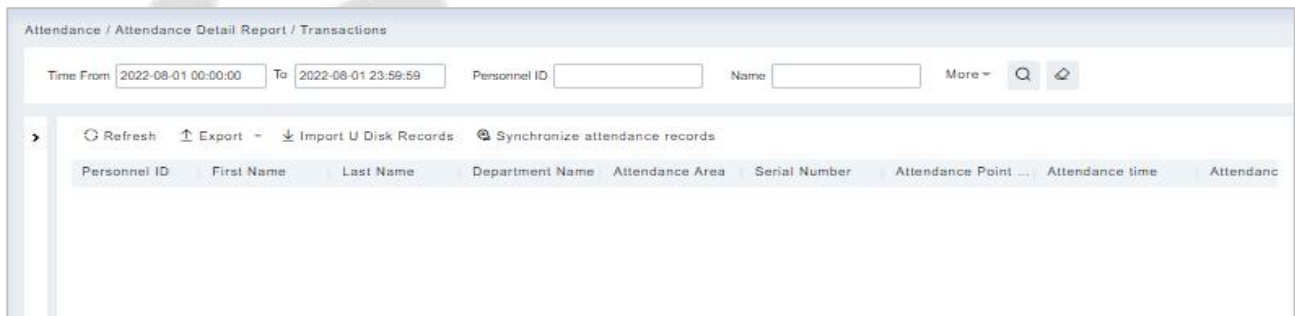 Attendance / Attendance Detail Report / Transactions
Time From 2022-08-01 00:00:00 To 2022-08-01 23:59:59 Personnel ID Name More
Refresh Export Import U Disk Records Synchronize attendance records
Personnel ID First Name Last Name Department Name Attendance Area Serial Number Attendance Point ... Attendance time Attendanc